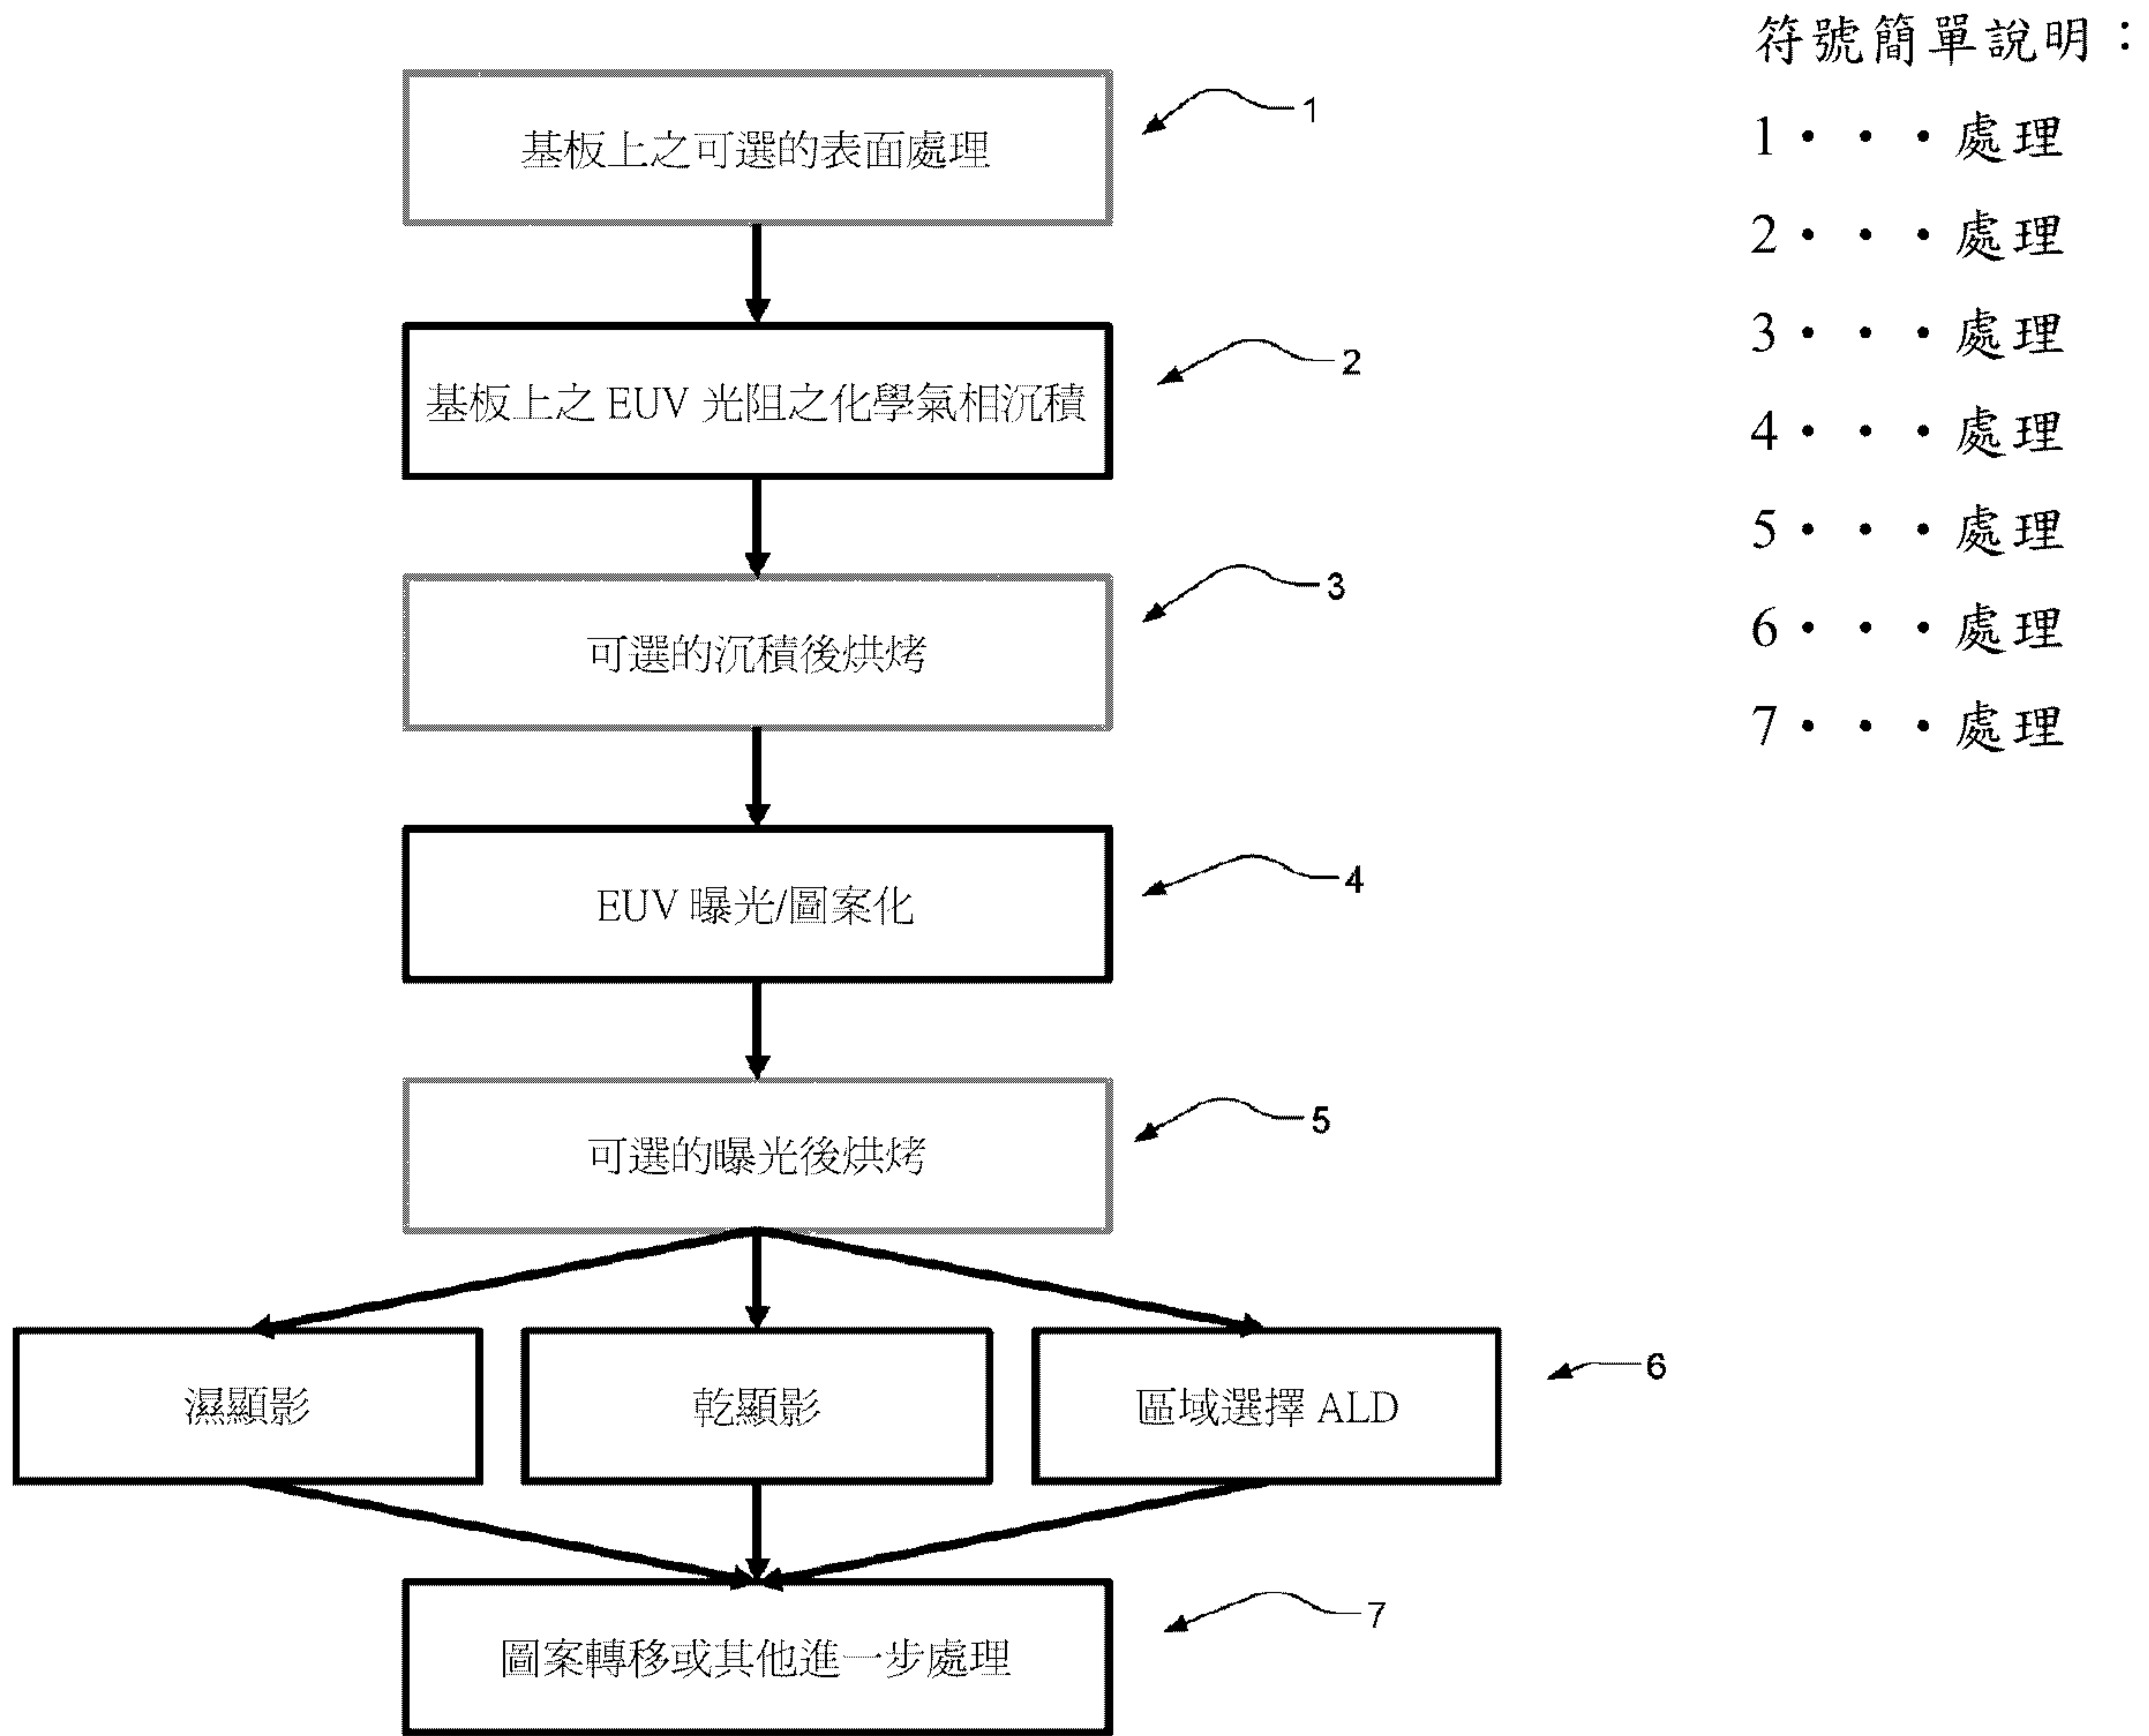 基板上之可選的表面處理
1
基板上之 EUV 光阻之化學氣相沉積
2
可選的沉積後烘烤
3
EUV 曝光/圖案化
4
可選的曝光後烘烤
5
濕顯影
乾顯影
區域選擇 ALD
6
圖案轉移或其他進一步處理
7
符號簡單說明：
1・・・處理
2・・・處理
3・・・處理
4・・・處理
5・・・處理
6・・・處理
7・・・處理